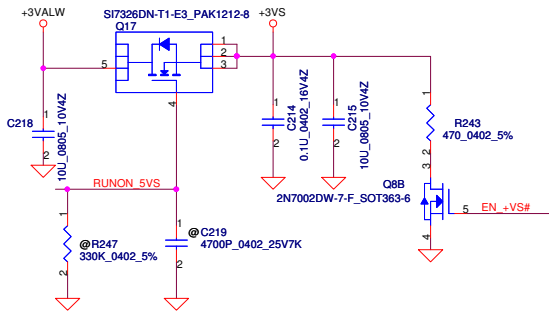 +3VALW
SI7326DN-T1-E3_PAK1212-8
Q17
+3VS
5
1
2
3
4
C218
1
2
10U_0805_10V4Z
1
2
C214
0.1U_0402_16V4Z
1
2
C215
10U_0805_10V4Z
1
2
R243
470_0402_5%
3
Q8B
2N7002DW-7-F_SOT363-6
5
EN_+VS#
4
RUNON_5VS
1
2
@R247
330K_0402_5%
1
2
@C219
4700P_0402_25V7K